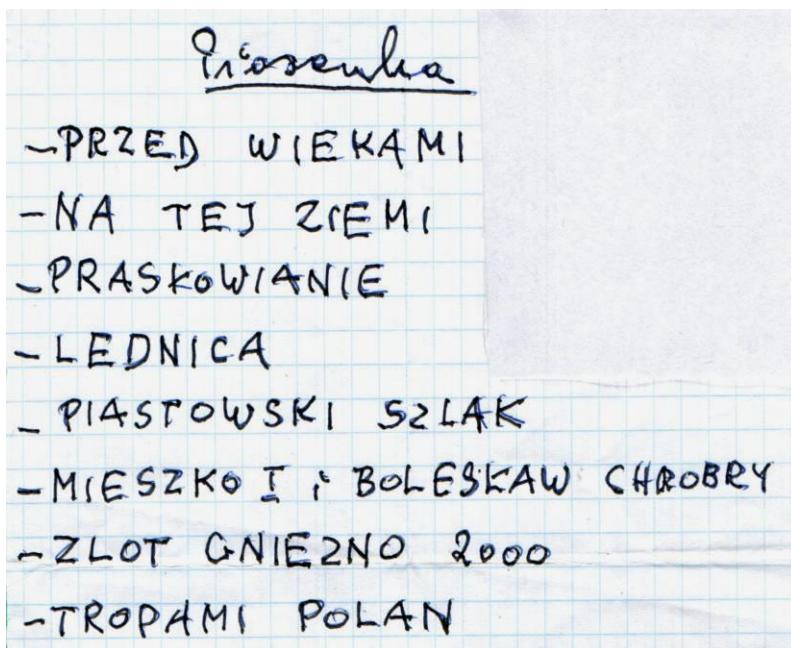 Piosenka
-PRZED WIEKAMI
-NA TEJ ZIEMI
-PRASKOWIANIE
-LEDNICA
-PIASTOWSKI SZLAK
-MIESZKO I i BOLESŁAW CHROBRY
-ZLOT GNIEZNO 2000
-TROPAMI POLAN